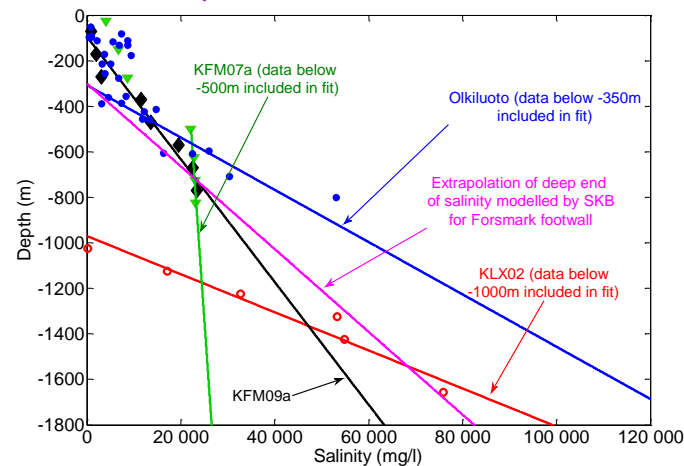 0
-200
-400
-600
-800
-1000
-1200
-1400
-1600
-1800
Depth (m)
KFM07a (data below
-500m included in fit)
Olkiluoto (data below -350m
included in fit)
Extrapolation of deep end
of salinity modelled by SKB
for Forsmark footwall
KLX02 (data below
-1000m included in fit)
KFM09a
0
20 000
40 000
60 000
80 000
100 000
120 000
Salinity (mg/l)